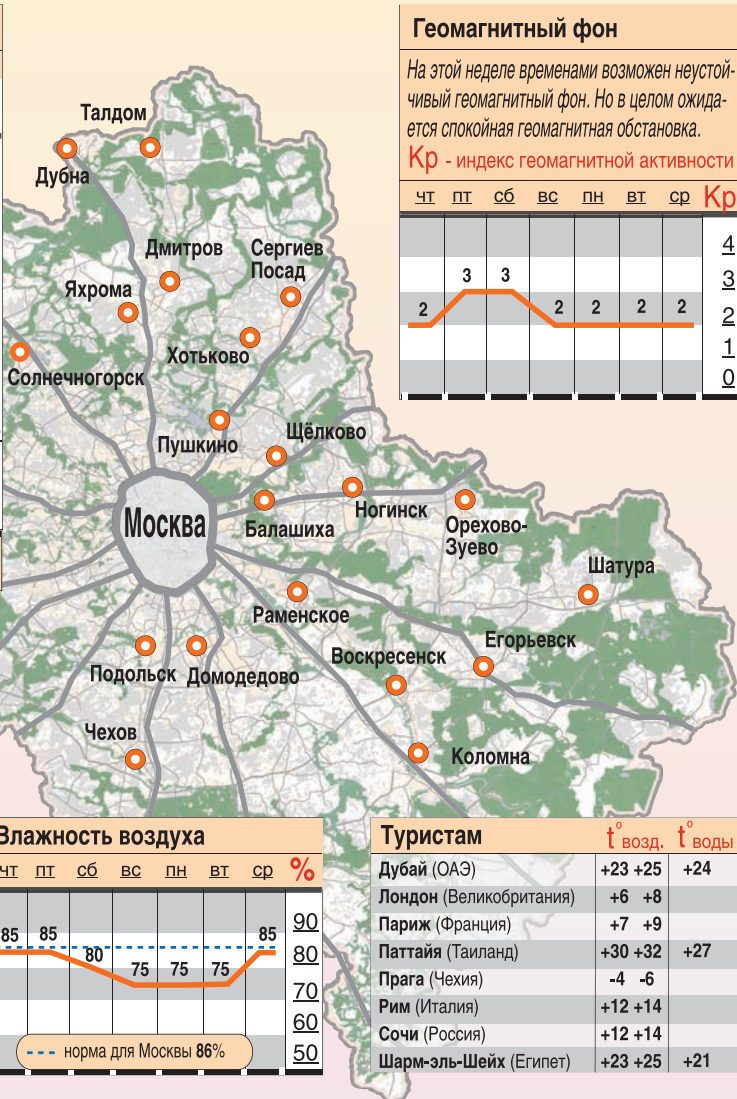 Геомагнитный фон
На этой неделе временами возможен неустой-
чивый геомагнитный фон. Но в целом ожида-
ется спокойная геомагнитная обстановка.
Кр - индекс геомагнитной активности
чт пт сб вс пн вт ср Кр
4
3
2
1
0
2 3 3 2 2 2 2
Талдом
Дубна
Дмитров
Сергиев
Посад
Яхрома
Хотьково
Солнечногорск
Пушкино
Щёлково
Москва
Балашиха
Ногинск
Орехово-
Зуево
Шатура
Раменское
Егорьевск
Воскресенск
Подольск
Домодедово
Чехов
Коломна
Влажность воздуха
чт пт сб вс пн вт ср %
90
80
70
60
50
85 85 80 75 75 75 85
--- норма для Москвы 86%
Туристам t° возд. t° воды
Дубай (ОАЭ) +23 +25 +24
Лондон (Великобритания) +6 +8
Париж (Франция) +7 +9
Паттайя (Таиланд) +30 +32 +27
Прага (Чехия) -4 -6
Рим (Италия) +12 +14
Сочи (Россия) +12 +14
Шарм-эль-Шейх (Египет) +23 +25 +21